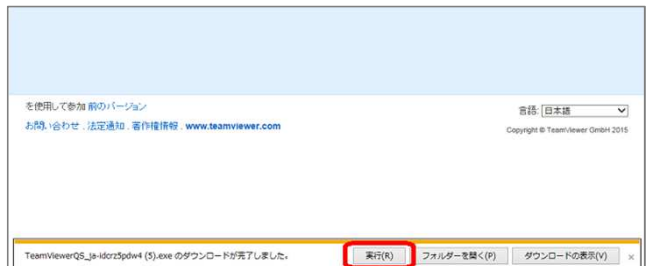 を使用して参加 前のバージョン
言語: 日本語
お問い合わせ . 法定通知 . 著作権情報 . www.teamviewer.com
Copyright © TeamViewer GmbH 2015
TeamViewerQS_ja-idcrz5pdw4 (5).exe のダウンロードが完了しました。 実行(R) フォルダーを開く(P) ダウンロードの表示(V) ×